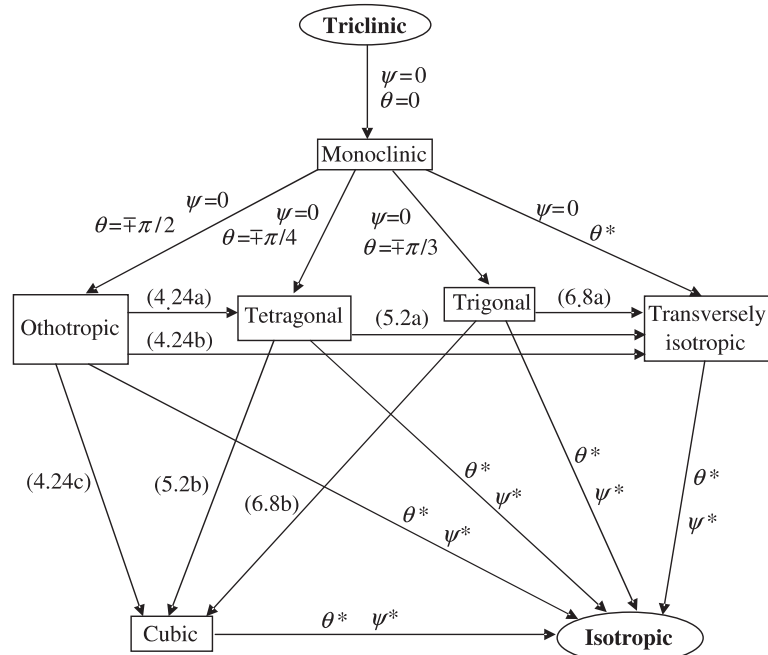 Triclinic
ψ=0
θ=0
Monoclinic
ψ=0
θ=∓π/2
ψ=0
θ=∓π/4
ψ=0
θ=∓π/3
ψ=0
θ*
Othotropic
(4.24a)
(4.24b)
Tetragonal
(5.2a)
Trigonal
(6.8a)
Transversely
isotropic
(4.24c)
(5.2b)
(6.8b)
θ*
ψ*
θ*
ψ*
θ*
ψ*
θ*
ψ*
Cubic
θ* ψ*
Isotropic